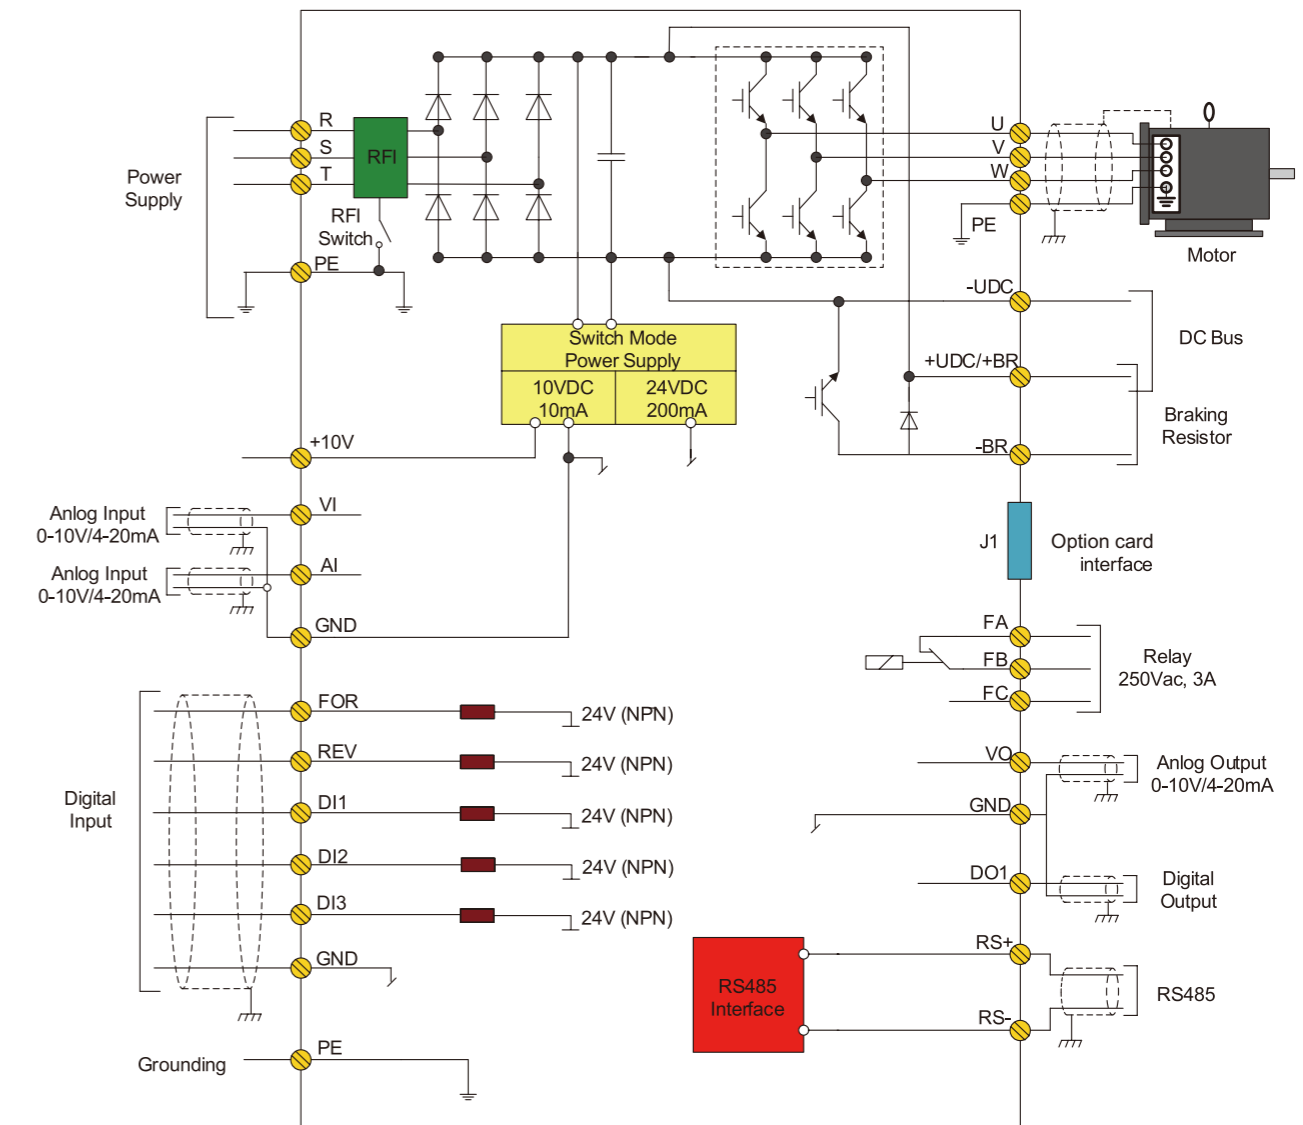 Power
Supply
R
S
T
RFI
RFI
Switch
PE
U
V
W
PE
Motor
-UDC
DC Bus
+UDC/+BR
Braking
Resistor
-BR
Switch Mode
Power Supply
10VDC
10mA
24VDC
200mA
+10V
Anlog Input
0-10V/4-20mA
VI
Anlog Input
0-10V/4-20mA
AI
GND
J1
Option card
interface
FA
FB
FC
Relay
250Vac, 3A
Digital
Input
FOR
24V (NPN)
REV
24V (NPN)
DI1
24V (NPN)
DI2
24V (NPN)
DI3
24V (NPN)
GND
VO
Anlog Output
0-10V/4-20mA
GND
DO1
Digital
Output
RS485
Interface
RS+
RS-
RS485
Grounding
PE